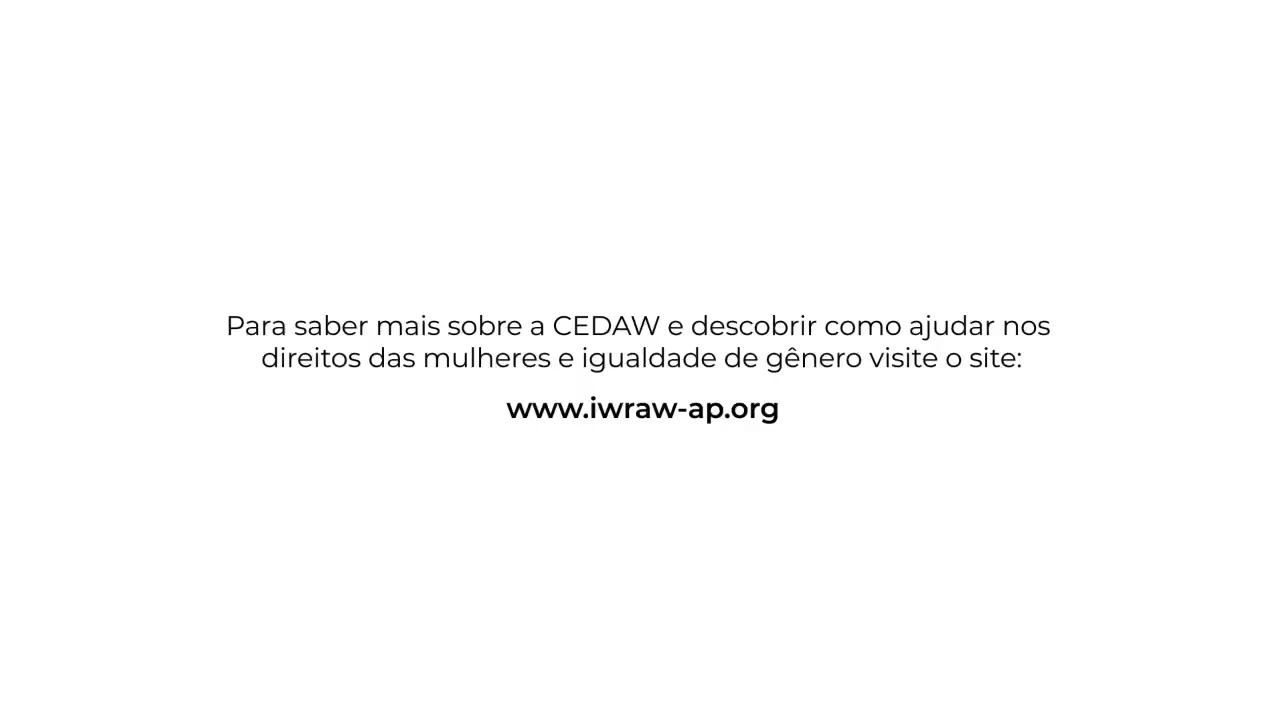 Para saber mais sobre a CEDAW e descobrir como ajudar nos
direitos das mulheres e igualdade de gênero visite o site:
www.iwraw-ap.org